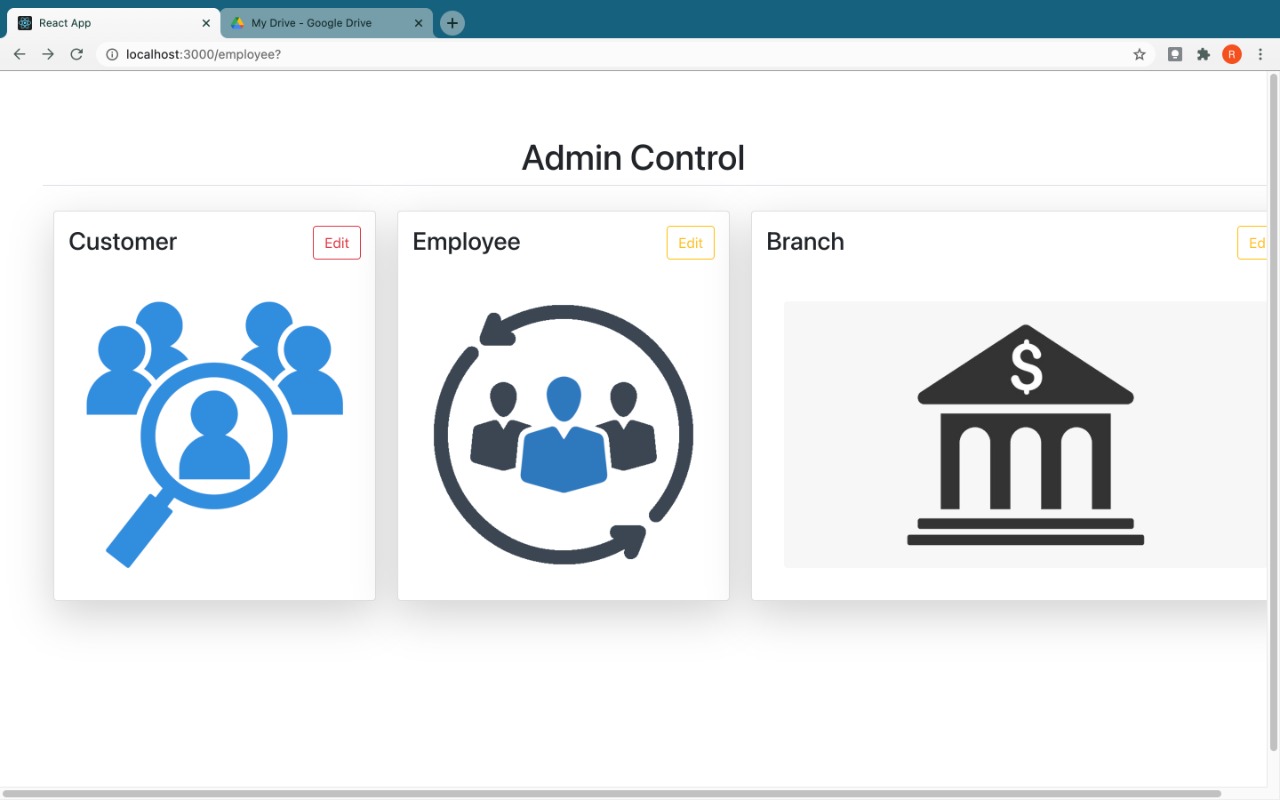 React App
My Drive - Google Drive
localhost:3000/employee?
R
Admin Control
Customer
Edit
Employee
Edit
Branch
Ed
$